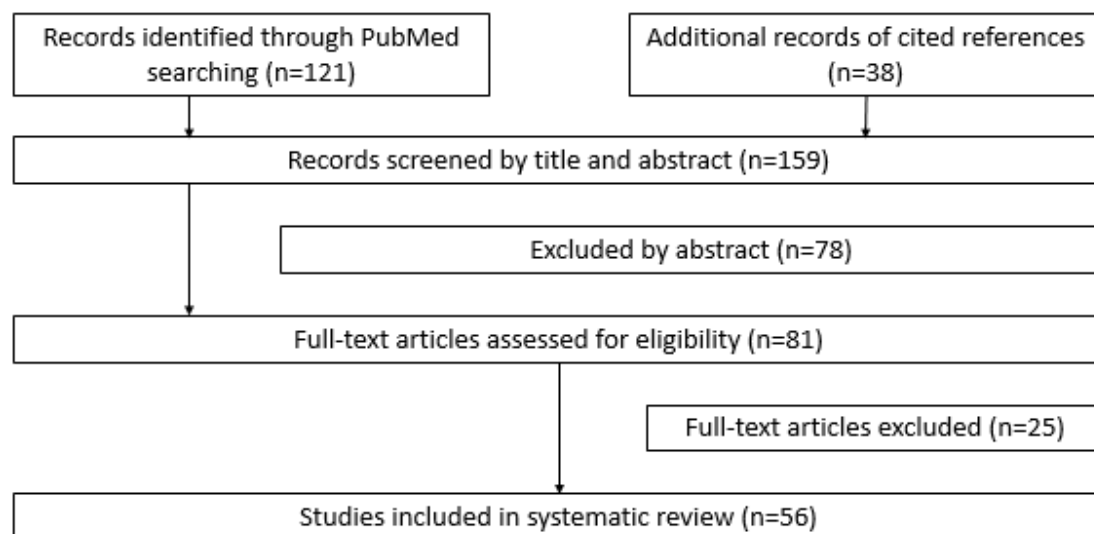 Records identified through PubMed
searching (n=121)
Additional records of cited references
(n=38)
Records screened by title and abstract (n=159)
Excluded by abstract (n=78)
Full-text articles assessed for eligibility (n=81)
Full-text articles excluded (n=25)
Studies included in systematic review (n=56)